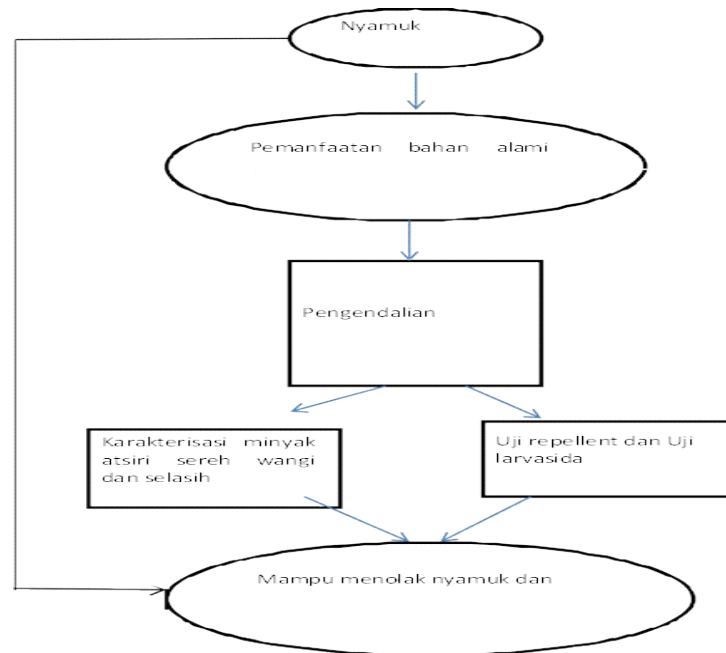 Nyamuk
Pemanfaatan bahan alami
Pengendalian
Karakterisasi minyak
atsiri sereh wangi
dan selasih
Uji repellent dan Uji
larvasida
Mampu menolak nyamuk dan